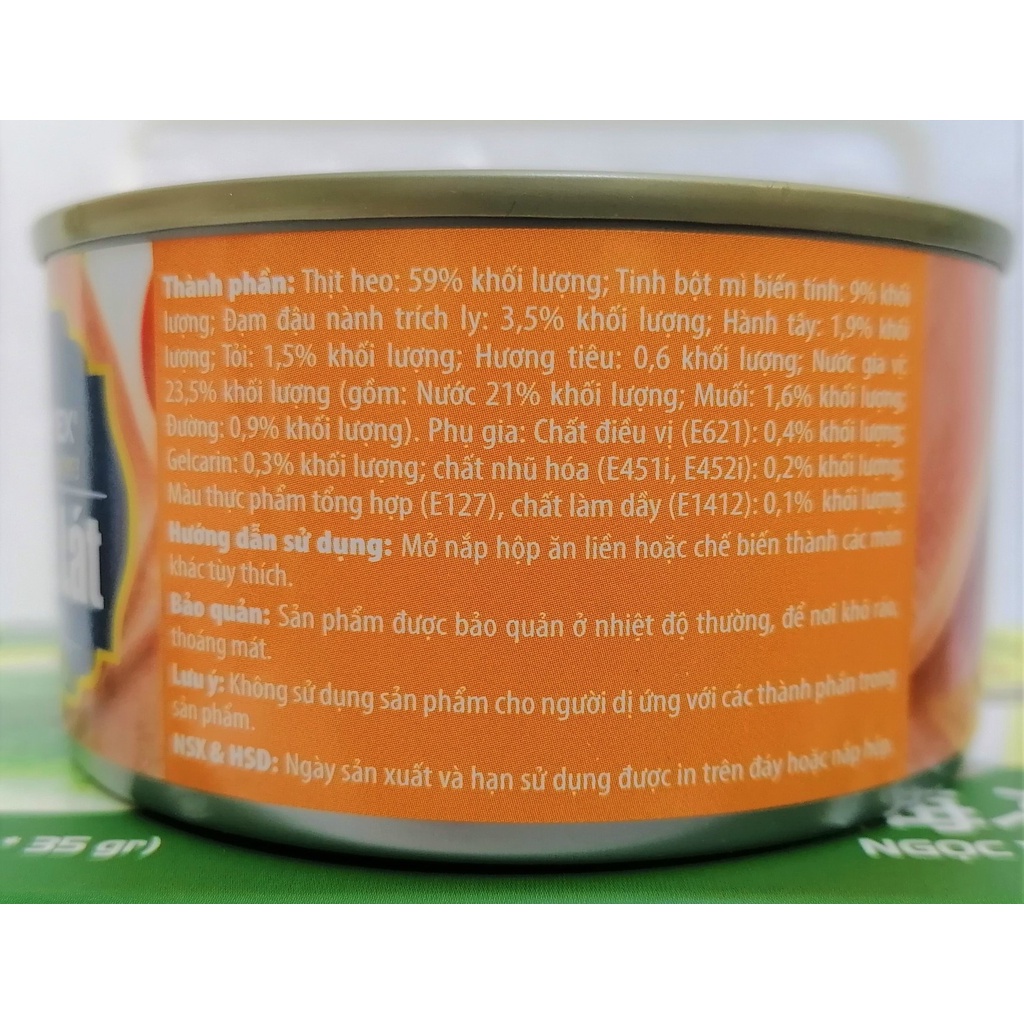 Thành phần: Thịt heo: 59% khối lượng; Tinh bột mì biến tính: 9% khối
lượng; Đạm đậu nành trích ly: 3,5% khối lượng; Hành tây: 1,9% khối
lượng; Tỏi: 1,5% khối lượng; Hương tiêu: 0,6 khối lượng; Nước gia vị:
23,5% khối lượng (gồm: Nước 21% khối lượng; Muối: 1,6% khối lượng;
Đường: 0,9% khối lượng). Phụ gia: Chất điều vị (E621): 0,4% khối lượng;
Gelcarin: 0,3% khối lượng; chất nhũ hóa (E451i, E452i): 0,2% khối lượng;
Màu thực phẩm tổng hợp (E127), chất làm dầy (E1412): 0,1% khối lượng.
Hướng dẫn sử dụng: Mở nắp hộp ăn liền hoặc chế biến thành các món
khác tùy thích.
Bảo quản: Sản phẩm được bảo quản ở nhiệt độ thường, để nơi khô ráo,
thoáng mát.
Lưu ý: Không sử dụng sản phẩm cho người dị ứng với các thành phần trong
sản phẩm.
NSX & HSD: Ngày sản xuất và hạn sử dụng được in trên đáy hoặc nắp hộp.
35 gr)
NGỌC